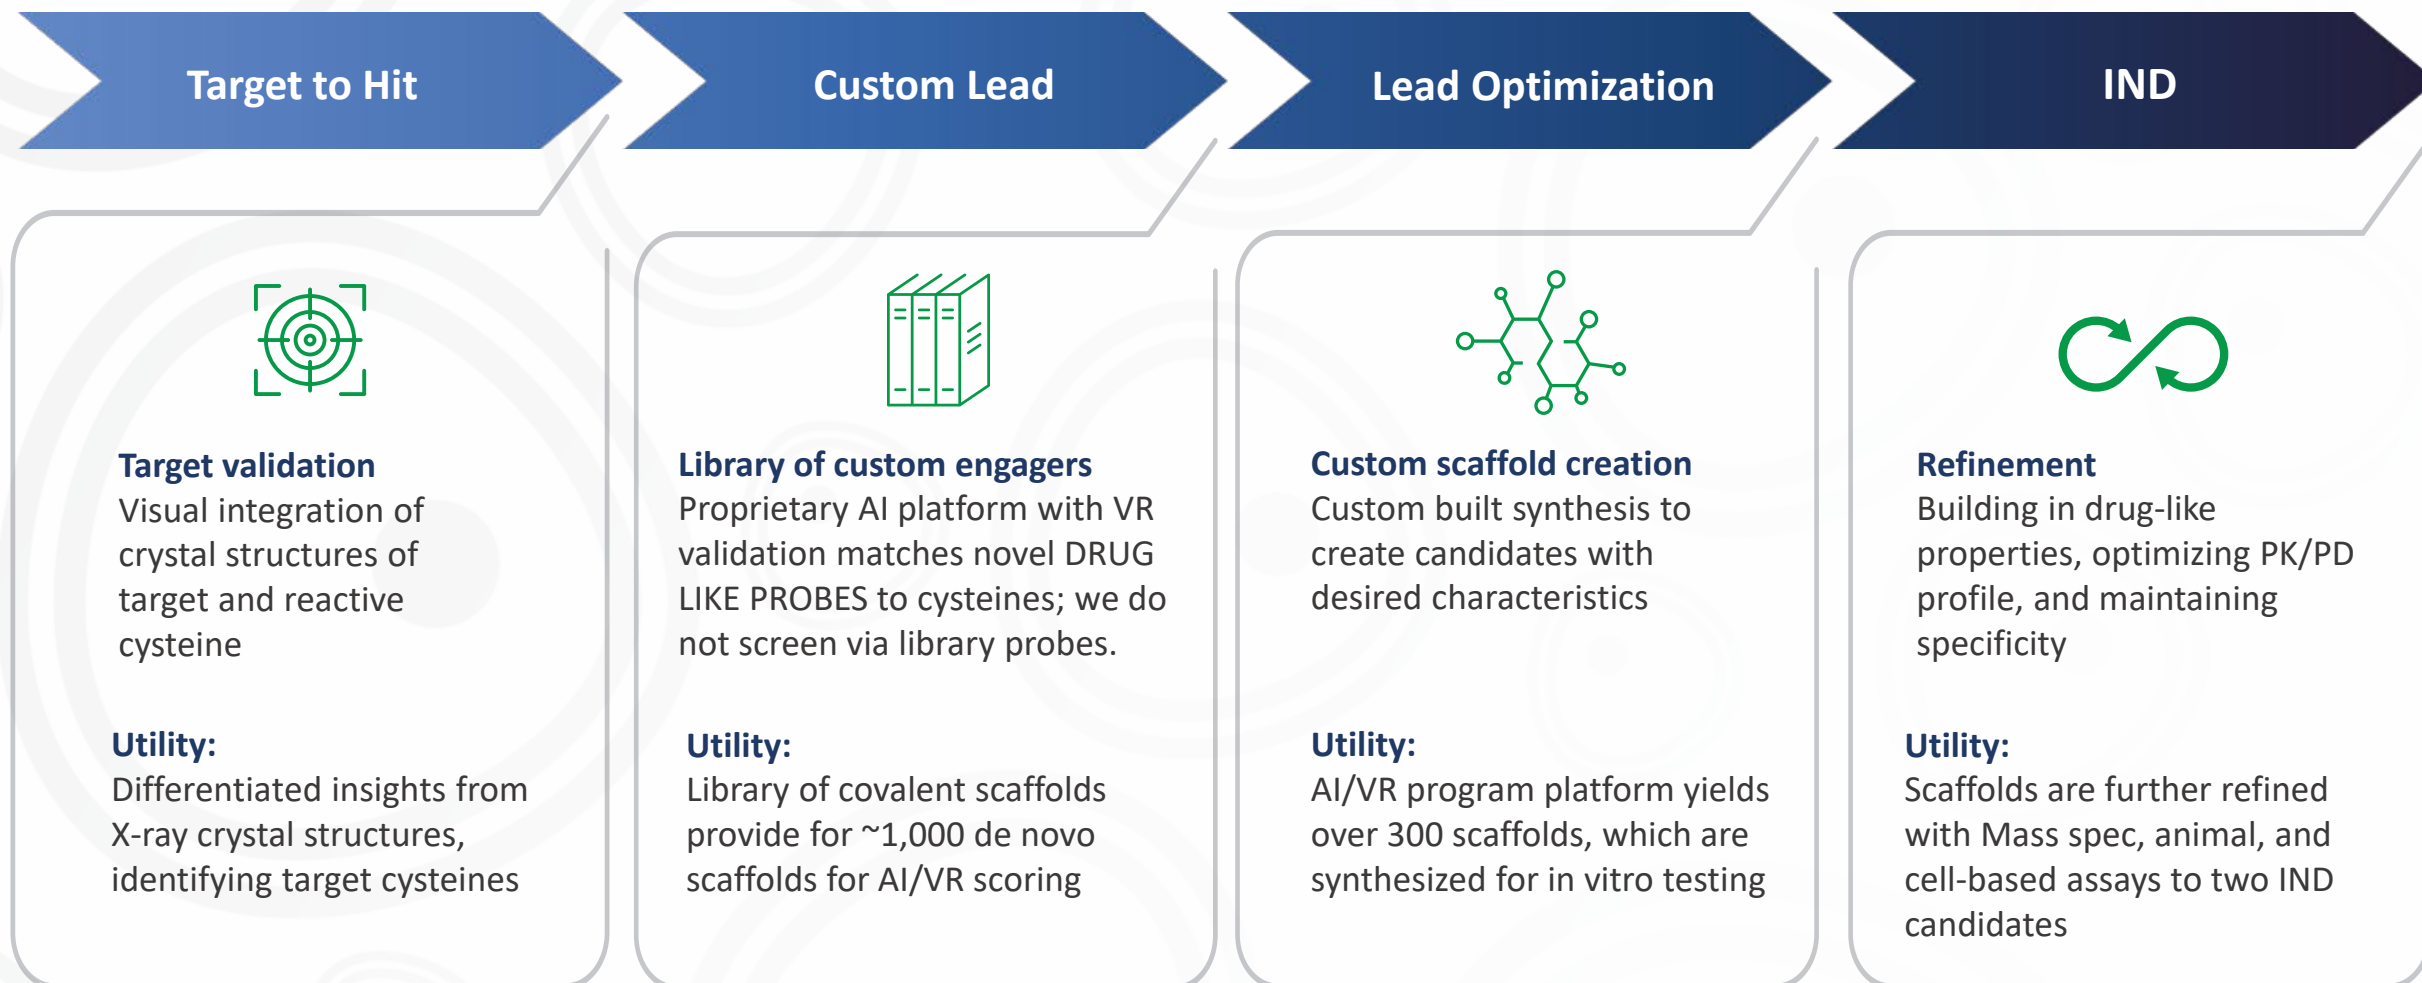 Target to Hit
Custom Lead
Lead Optimization
IND
Target validation
Visual integration of
crystal structures of
target and reactive
cysteine
Utility:
Differentiated insights from
X-ray crystal structures,
identifying target cysteines
Library of custom engagers
Proprietary AI platform with VR
validation matches novel DRUG
LIKE PROBES to cysteines; we do
not screen via library probes.
Utility:
Library of covalent scaffolds
provide for ~1,000 de novo
scaffolds for AI/VR scoring
Custom scaffold creation
Custom built synthesis to
create candidates with
desired characteristics
Utility:
AI/VR program platform yields
over 300 scaffolds, which are
synthesized for in vitro testing
Refinement
Building in drug-like
properties, optimizing PK/PD
profile, and maintaining
specificity
Utility:
Scaffolds are further refined
with Mass spec, animal, and
cell-based assays to two IND
candidates